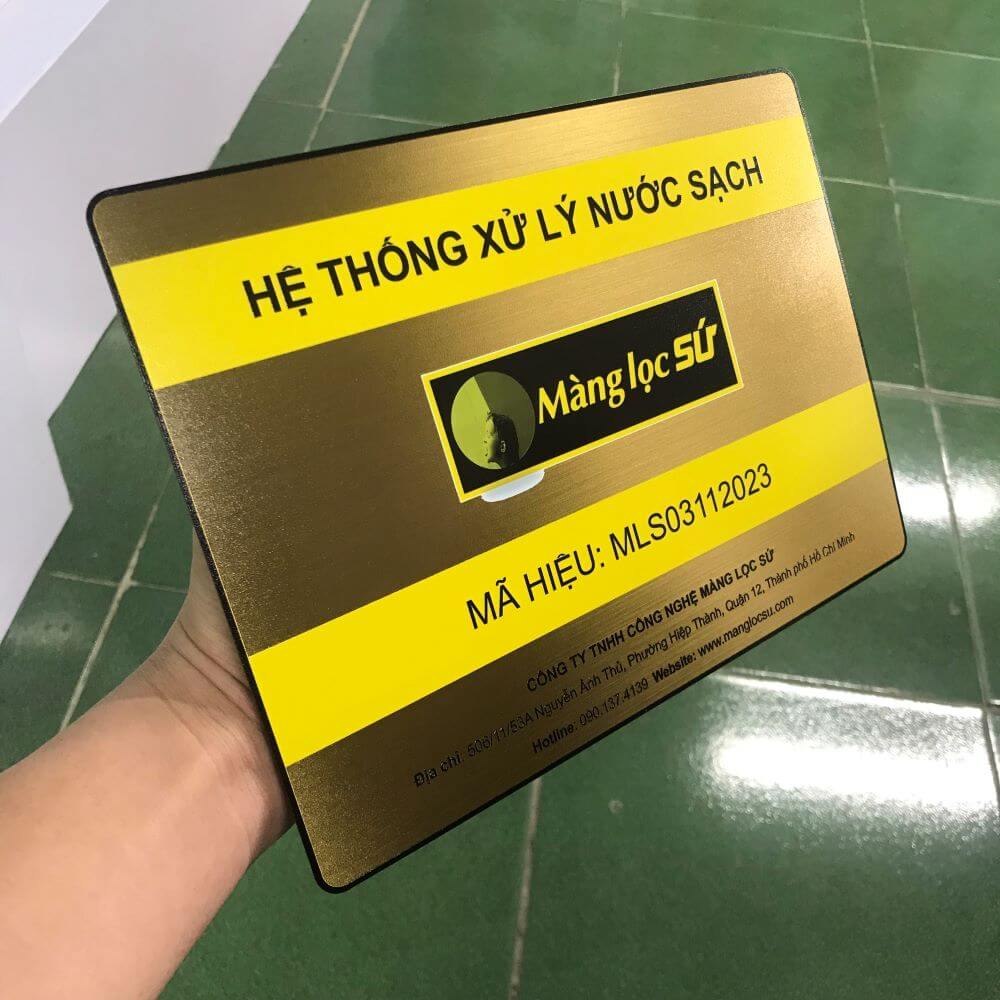 HỆ THỐNG XỬ LÝ NƯỚC SẠCH
Màng lọc SỨ
MÃ HIỆU: MLS03112023
CÔNG TY TNHH CÔNG NGHỆ MÀNG LỌC SỨ
Địa chỉ: 506/11/53A Nguyễn Ảnh Thủ, Phường Hiệp Thành, Quận 12, Thành phố Hồ Chí Minh
Hotline: 090.137.4139 Website: www.manglocsu.com